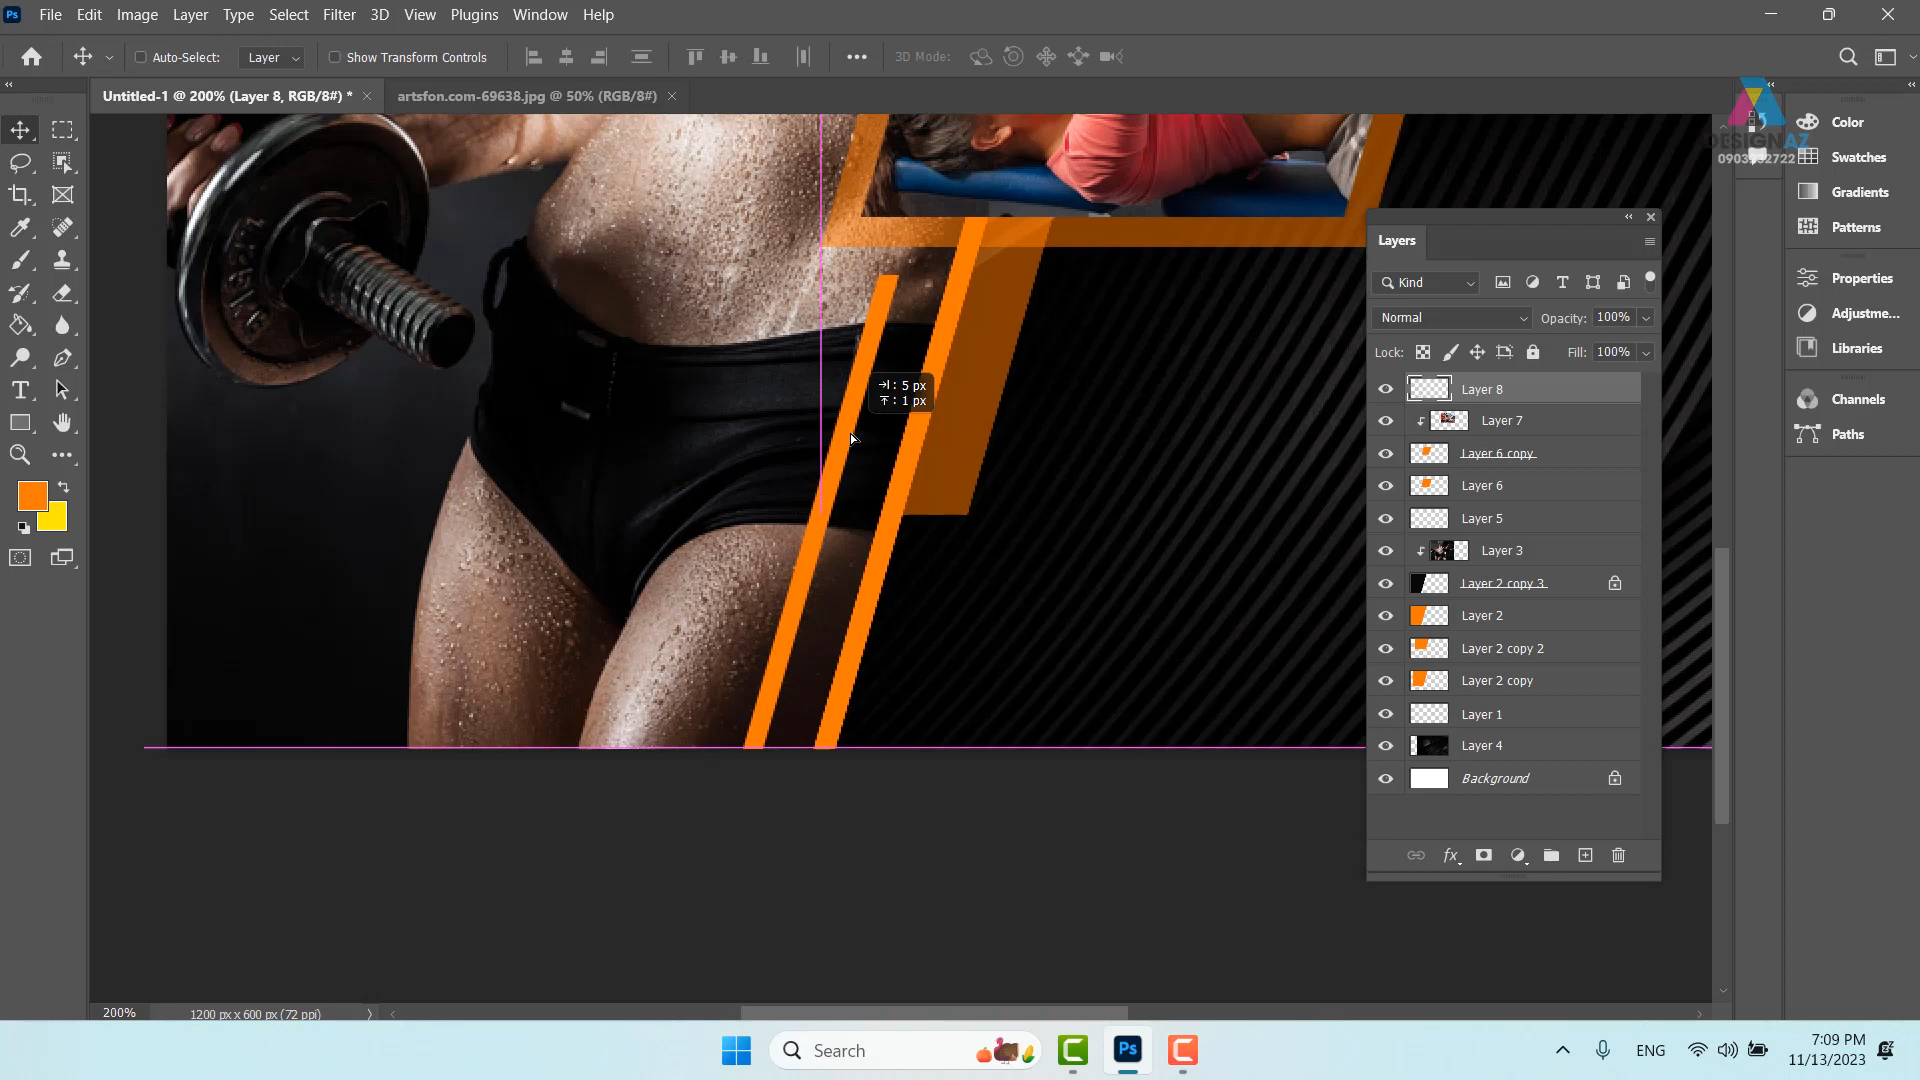 Ps File Edit Image Layer Type Select Filter 3D View Plugins Window Help
Auto-Select: Layer Show Transform Controls 3D Mode:
Untitled-1 @ 200% (Layer 8, RGB/8#) * artsfon.com-69638.jpg @ 50% (RGB/8#)
Color
Swatches
Gradients
Patterns
Properties
Adjustme...
Libraries
Channels
Paths
Layers
Kind
Normal Opacity: 100%
Lock: Fill: 100%
Layer 8
Layer 7
Layer 6 copy
Layer 6
Layer 5
Layer 3
Layer 2 copy 3
Layer 2
Layer 2 copy 2
Layer 2 copy
Layer 1
Layer 4
Background
fx
: 5 px
: 1 px
DESIGNAZ
200% 1200 px x 600 px (72 ppi)
Search Ps ENG 7:09 PM
11/13/2023